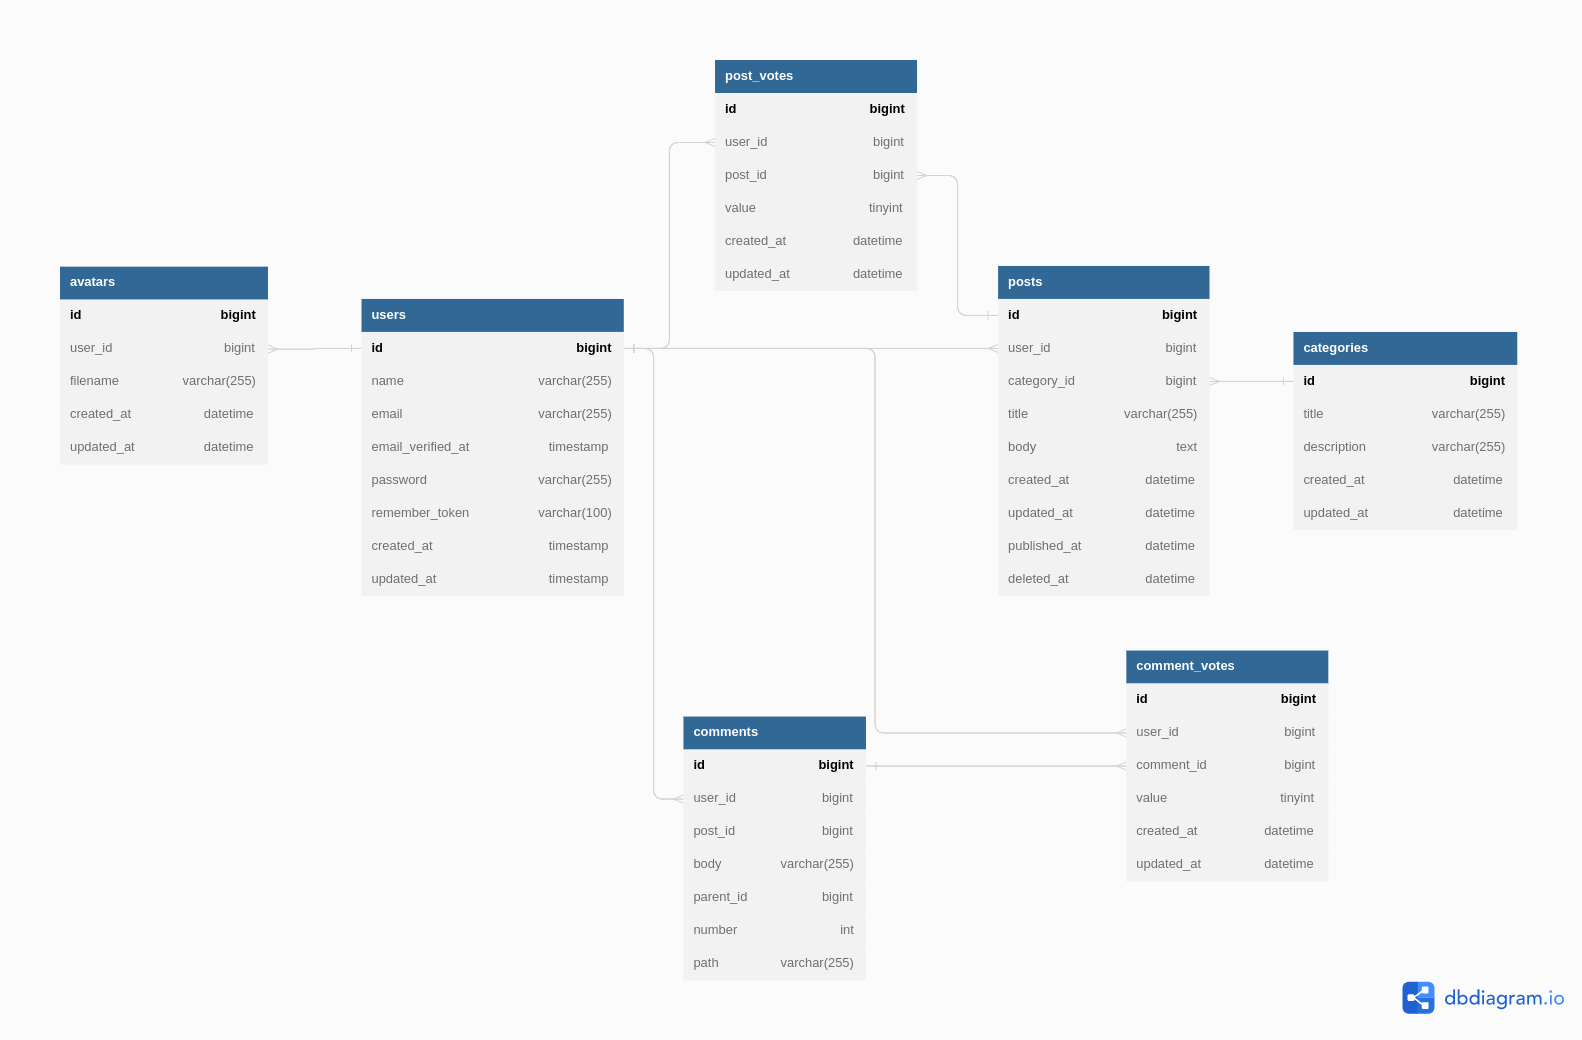 post_votes
id bigint
user_id bigint
post_id bigint
value tinyint
created_at datetime
updated_at datetime
avatars
id bigint
user_id bigint
filename varchar(255)
created_at datetime
updated_at datetime
users
id bigint
name varchar(255)
email varchar(255)
email_verified_at timestamp
password varchar(255)
remember_token varchar(100)
created_at timestamp
updated_at timestamp
posts
id bigint
user_id bigint
category_id bigint
title varchar(255)
body text
created_at datetime
updated_at datetime
published_at datetime
deleted_at datetime
categories
id bigint
title varchar(255)
description varchar(255)
created_at datetime
updated_at datetime
comments
id bigint
user_id bigint
post_id bigint
body varchar(255)
parent_id bigint
number int
path varchar(255)
comment_votes
id bigint
user_id bigint
comment_id bigint
value tinyint
created_at datetime
updated_at datetime
dbdiagram.io